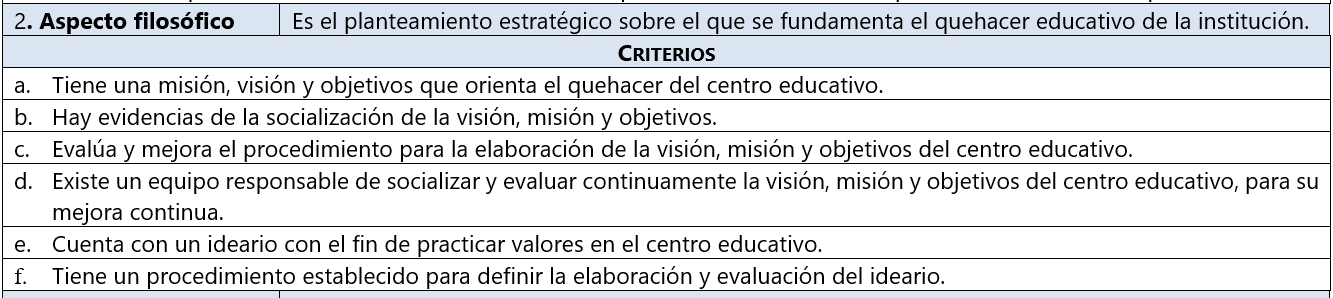 2. Aspecto filosófico Es el planteamiento estratégico sobre el que se fundamenta el quehacer educativo de la institución.
CRITERIOS
a. Tiene una misión, visión y objetivos que orienta el quehacer del centro educativo.
b. Hay evidencias de la socialización de la visión, misión y objetivos.
c. Evalúa y mejora el procedimiento para la elaboración de la visión, misión y objetivos del centro educativo.
d. Existe un equipo responsable de socializar y evaluar continuamente la visión, misión y objetivos del centro educativo, para su
mejora continua.
e. Cuenta con un ideario con el fin de practicar valores en el centro educativo.
f. Tiene un procedimiento establecido para definir la elaboración y evaluación del ideario.